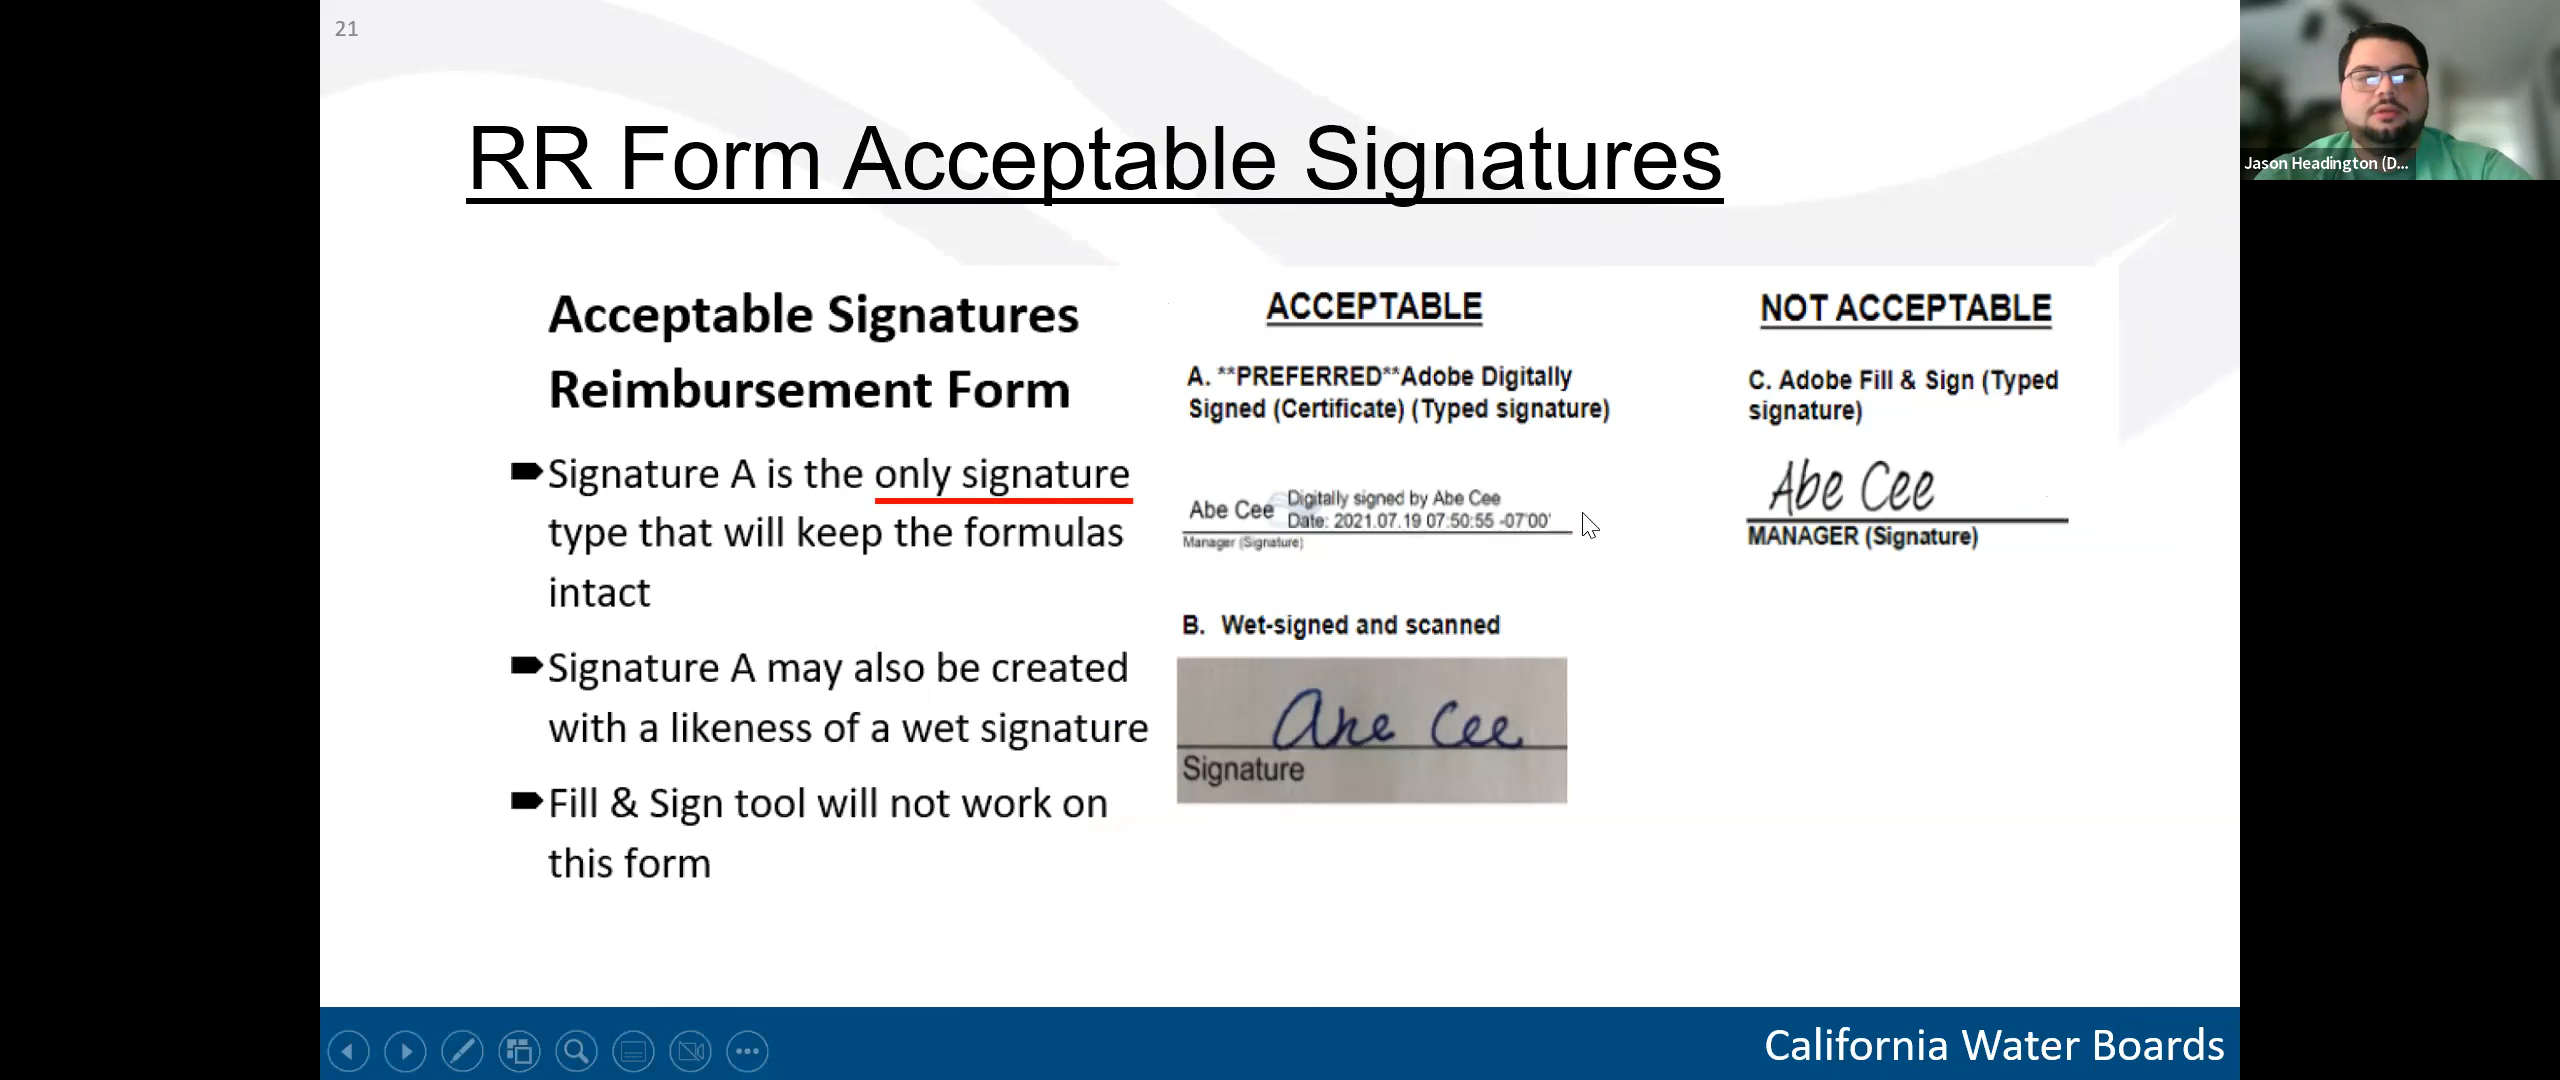 21
Jason Headington (D...
RR Form Acceptable Signatures
Acceptable Signatures
Reimbursement Form
Signature A is the only signature
type that will keep the formulas
intact
Signature A may also be created
with a likeness of a wet signature
Fill & Sign tool will not work on
this form
ACCEPTABLE
A. **PREFERRED**Adobe Digitally
Signed (Certificate) (Typed signature)
Abe Cee
Digitally signed by Abe Cee
Date: 2021.07.19 07:50:55 -07'00'
Manager (Signature)
B. Wet-signed and scanned
Abe Cee
Signature
NOT ACCEPTABLE
C. Adobe Fill & Sign (Typed
signature)
Abe Cee
MANAGER (Signature)
California Water Boards